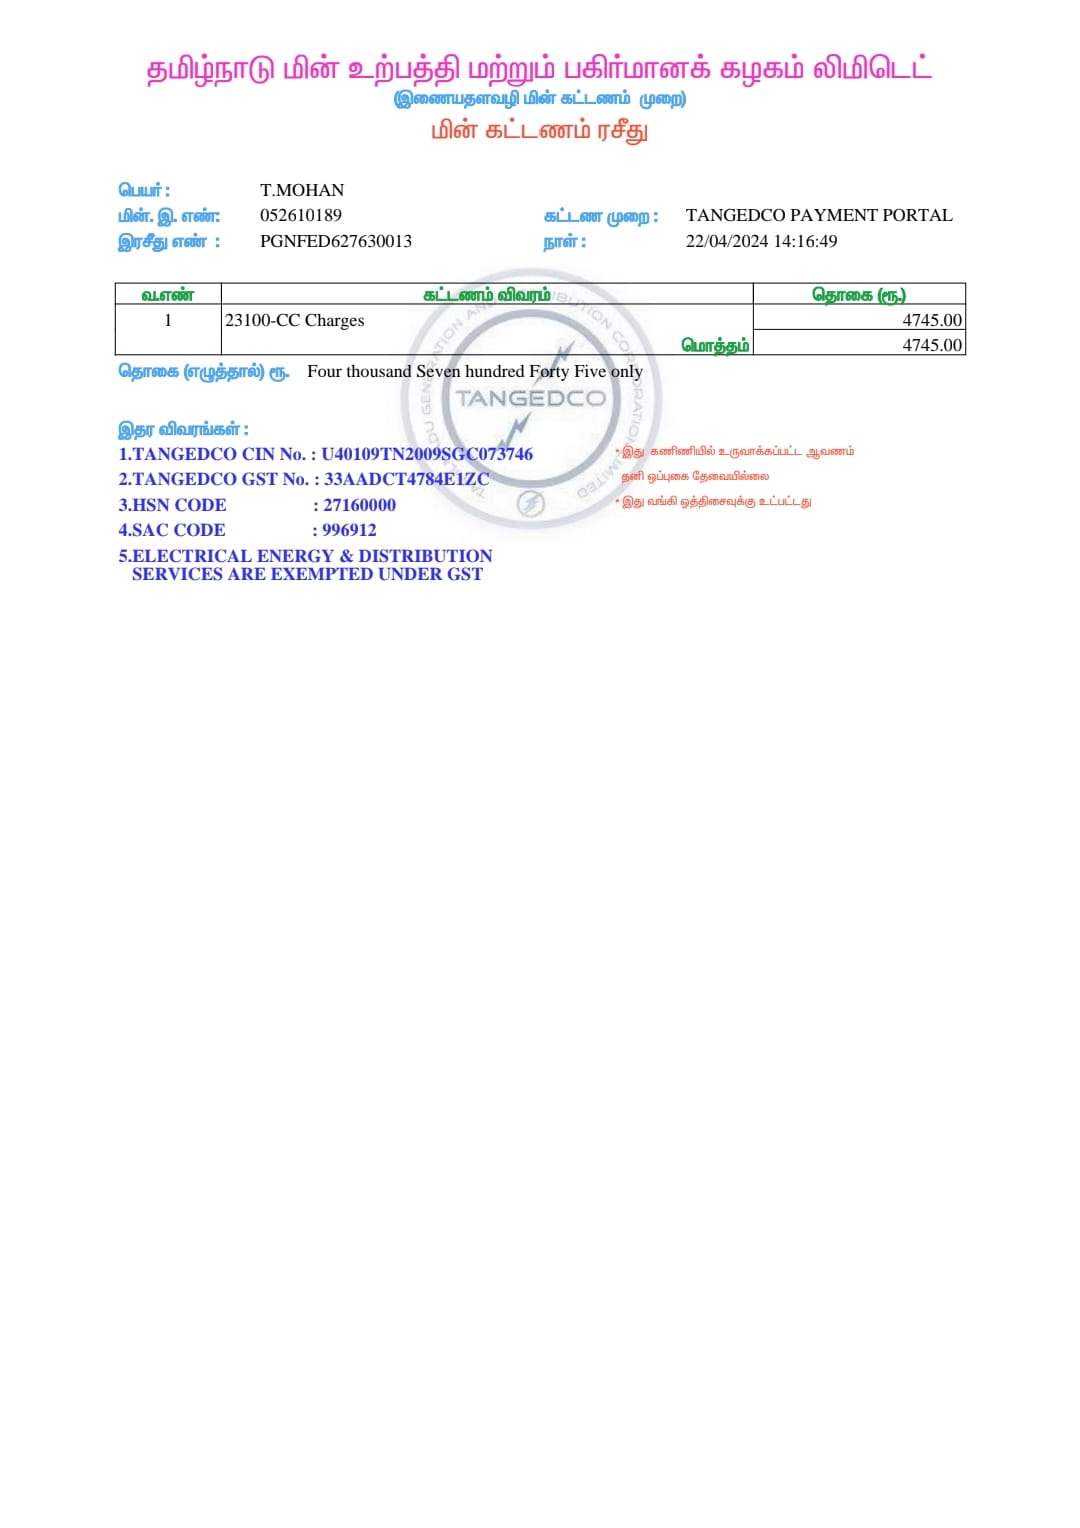 தமிழ்நாடு மின் உற்பத்தி மற்றும் பகிர்மானக் கழகம் லிமிடெட்
(இணையதளவழி மின் கட்டணம் முறை)
மின் கட்டணம் ரசீது
பெயர் : T.MOHAN
மின். இ. எண்: 052610189 கட்டண முறை : TANGEDCO PAYMENT PORTAL
இரசீது எண் : PGNFED627630013 நாள் : 22/04/2024 14:16:49
வ.எண் கட்டணம் விவரம் தொகை (ரூ.)
1 23100-CC Charges 4745.00
மொத்தம் 4745.00
தொகை (எழுத்தால்) ரூ. Four thousand Seven hundred Forty Five only
TAMILNADU GENERATION AND DISTRIBUTION CORPORATION LIMITED
TANGEDCO
இதர விவரங்கள் :
1.TANGEDCO CIN No. : U40109TN2009SGC073746
2.TANGEDCO GST No. : 33AADCT4784E1ZC
3.HSN CODE : 27160000
4.SAC CODE : 996912
5.ELECTRICAL ENERGY & DISTRIBUTION
SERVICES ARE EXEMPTED UNDER GST
* இது கணிணியில் உருவாக்கப்பட்ட ஆவணம்
தனி ஒப்புகை தேவையில்லை
* இது வங்கி ஒத்திசைவுக்கு உட்பட்டது